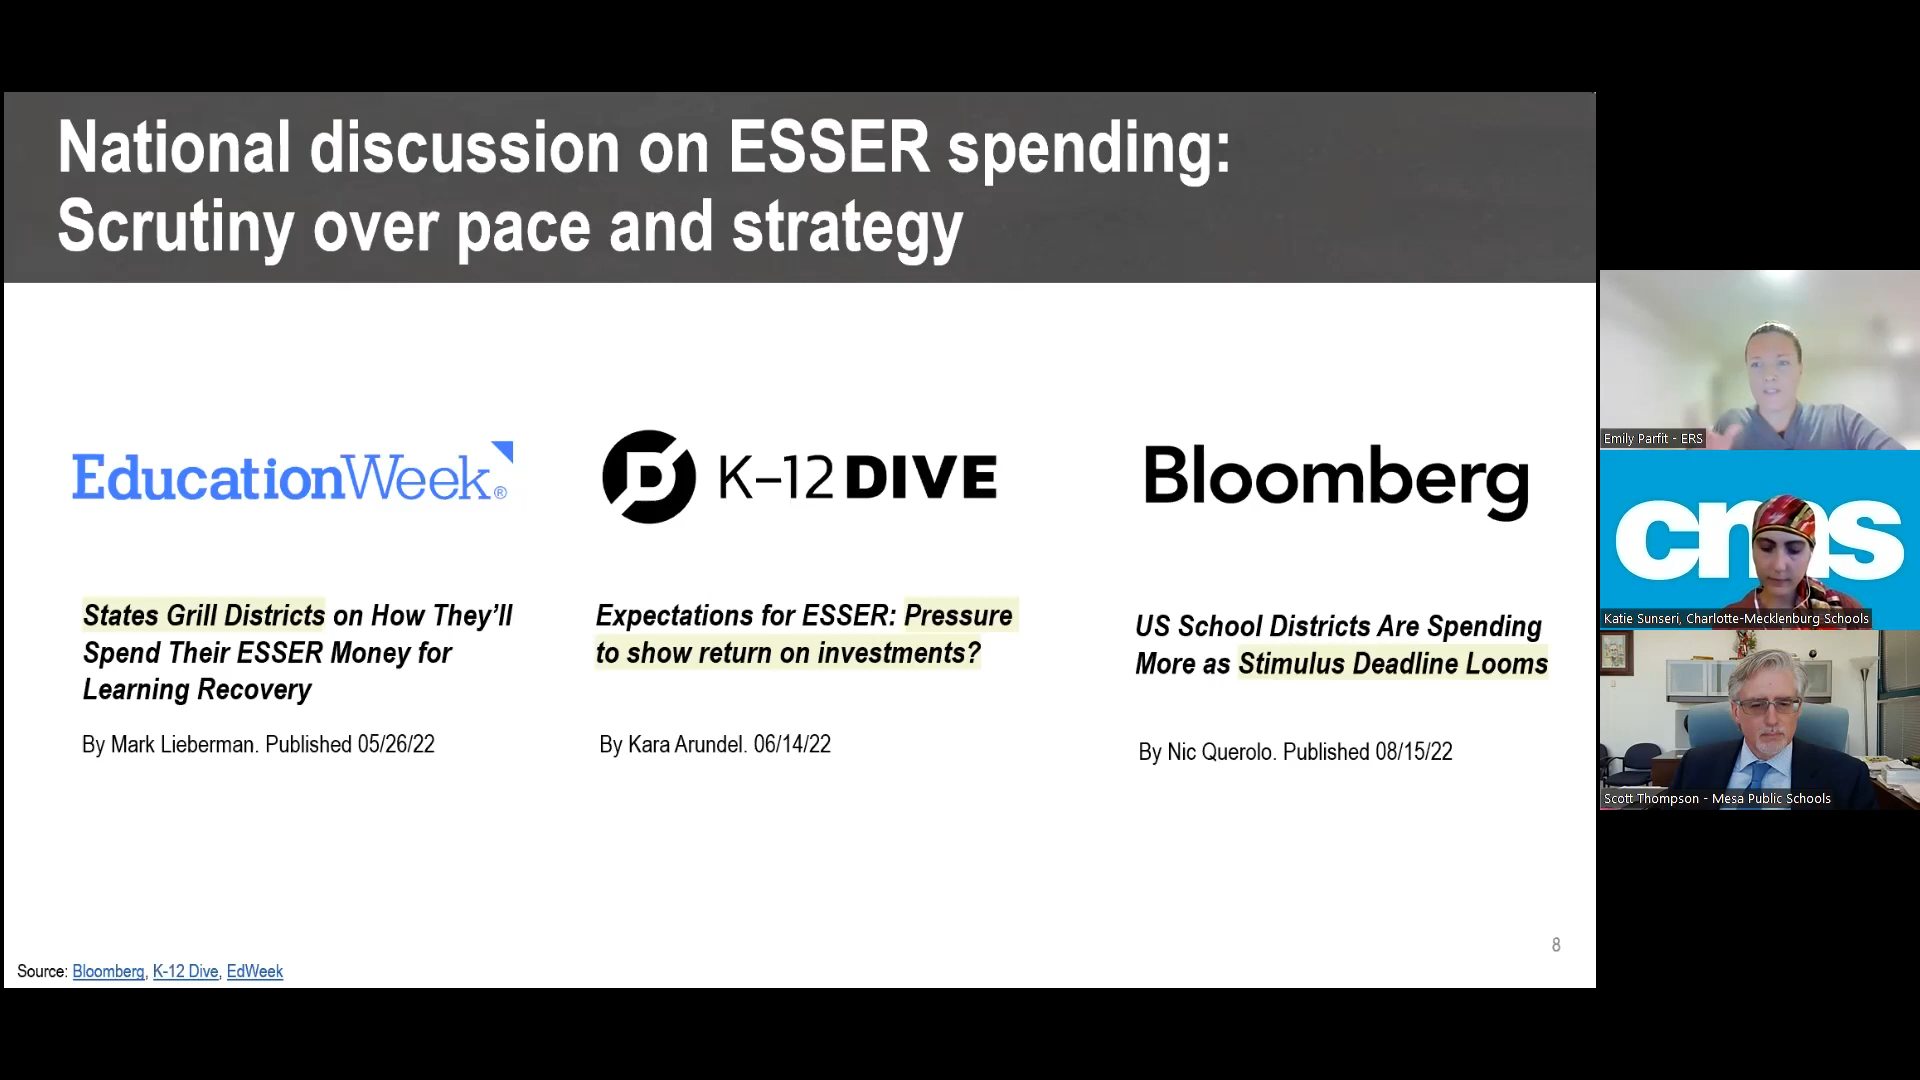 National discussion on ESSER spending:
Scrutiny over pace and strategy
EducationWeek®
K–12 DIVE
Bloomberg
States Grill Districts on How They’ll
Spend Their ESSER Money for
Learning Recovery
By Mark Lieberman. Published 05/26/22
Expectations for ESSER: Pressure
to show return on investments?
By Kara Arundel. 06/14/22
US School Districts Are Spending
More as Stimulus Deadline Looms
By Nic Querolo. Published 08/15/22
8
Source: Bloomberg, K-12 Dive, EdWeek
Emily Parfit - ERS
cms
Katie Sunseri, Charlotte-Mecklenburg Schools
Scott Thompson - Mesa Public Schools